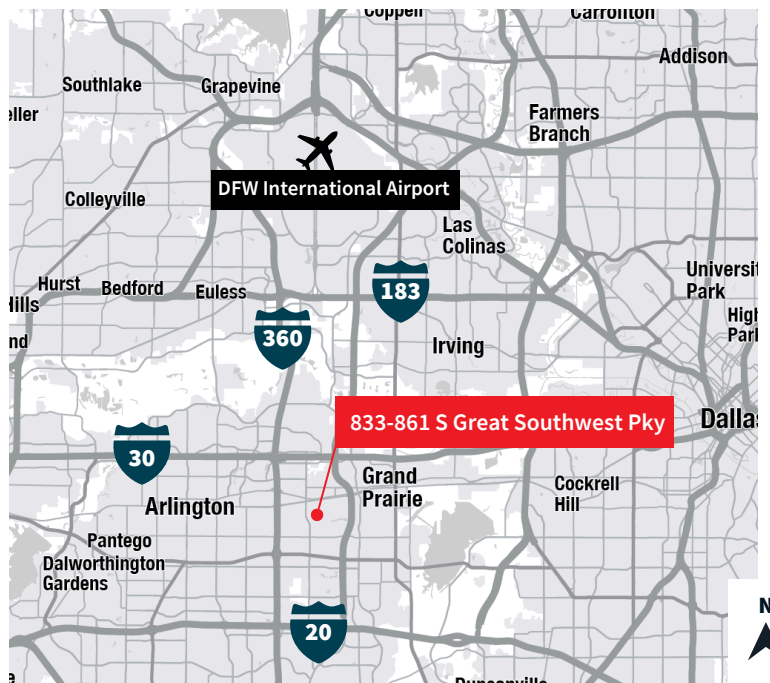 Coppell
Carrollton
Addison
Southlake
Grapevine
eller
Farmers
Branch
DFW International Airport
Colleyville
Las
Colinas
Universit
Park
Hurst
Bedford
Euless
183
Hills
High
Park
nd
360
Irving
833-861 S Great Southwest Pky
Dallas
30
Grand
Prairie
Cockrell
Hill
Arlington
Pantego
Dalworthington
Gardens
N
20
e
Duncanville